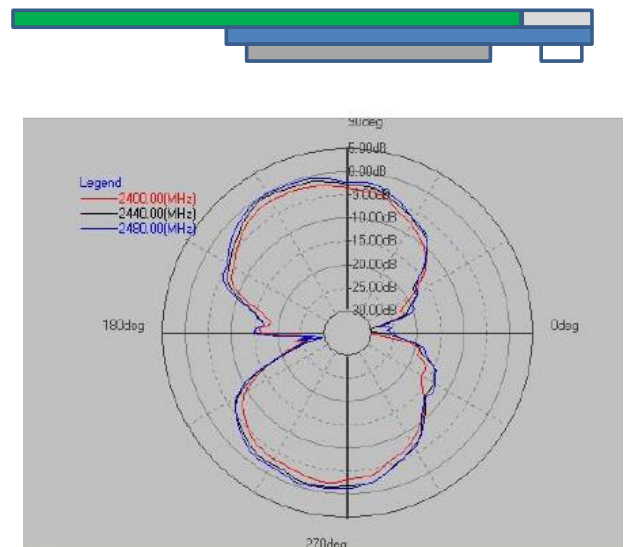 90deg
5.00dB
0.00dB
Legend
2400.00(MHz)
2440.00(MHz)
2480.00(MHz)
-5.00dB
-10.00dB
-15.00dB
-20.00dB
-25.00dB
-30.00dB
180deg
0deg
270deg